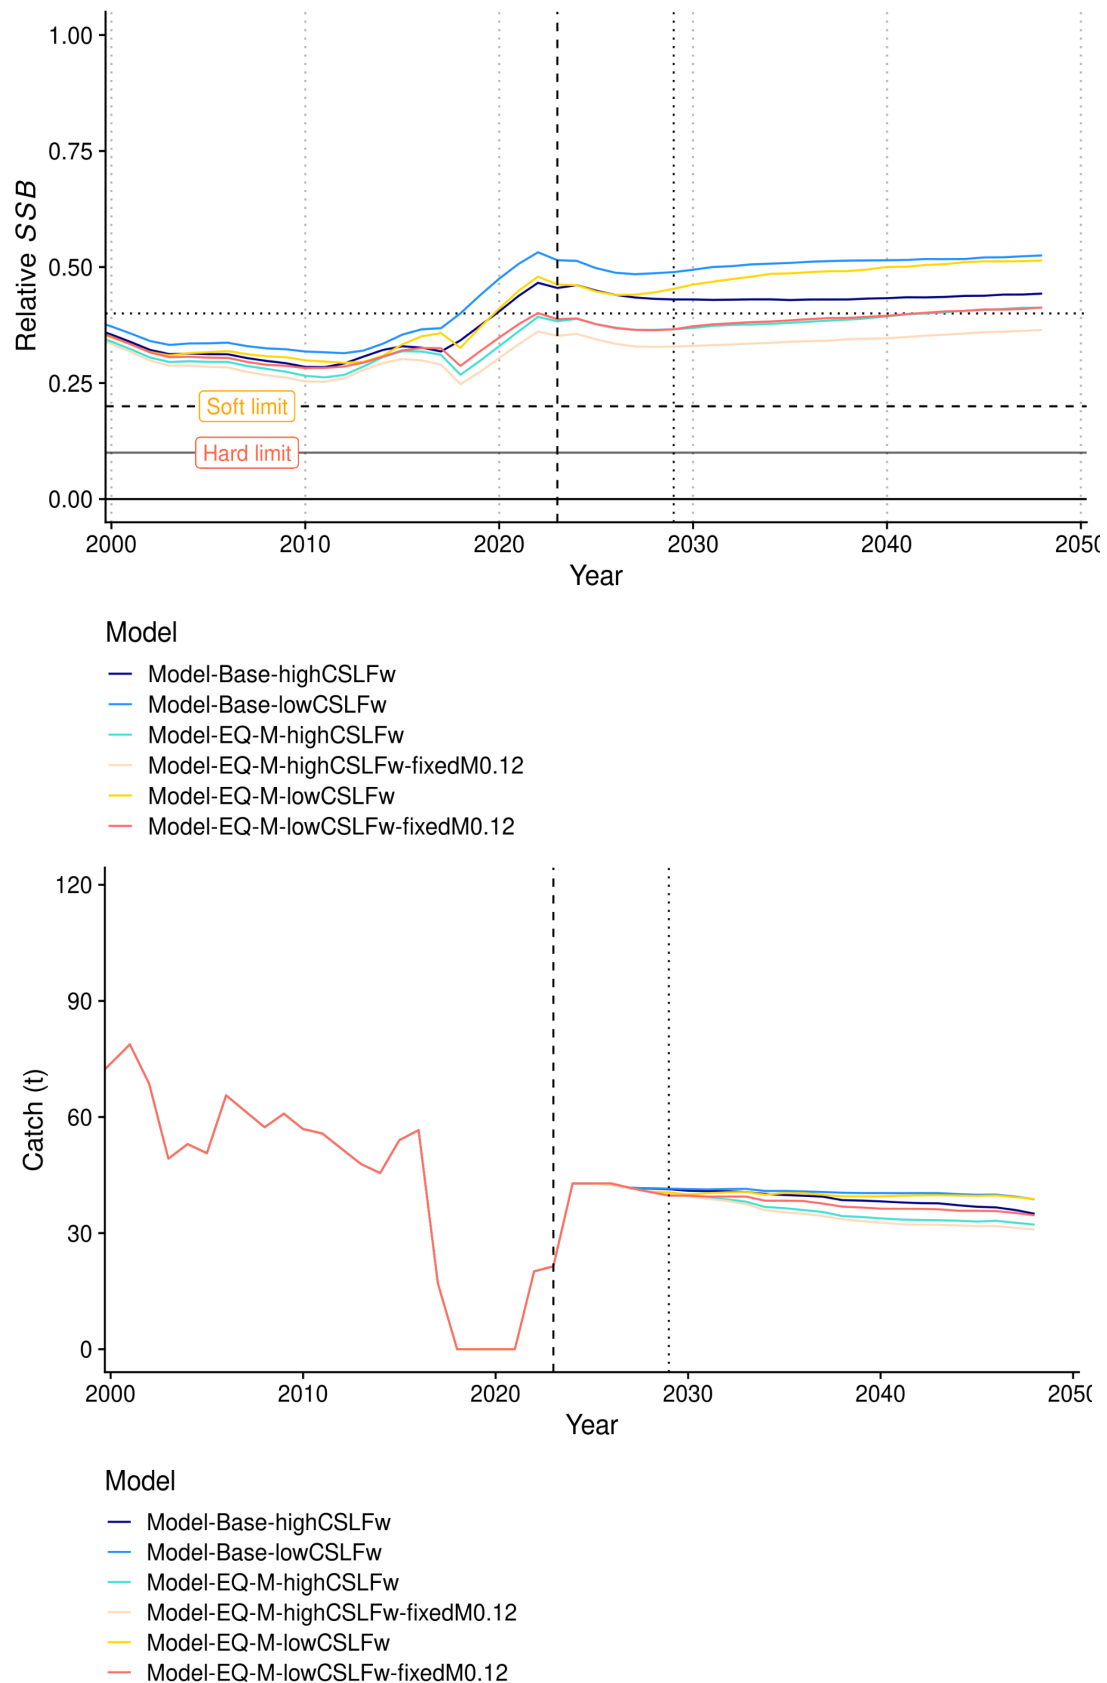 1.00
0.75
Relative SSB
0.50
0.25
Soft limit
Hard limit
0.00
2000 2010 2020 2030 2040 2050
Year
Model
Model-Base-highCSLFw
Model-Base-lowCSLFw
Model-EQ-M-highCSLFw
Model-EQ-M-highCSLFw-fixedM0.12
Model-EQ-M-lowCSLFw
Model-EQ-M-lowCSLFw-fixedM0.12
120
90
60
Catch (t)
30
0
2000 2010 2020 2030 2040 2050
Year
Model
Model-Base-highCSLFw
Model-Base-lowCSLFw
Model-EQ-M-highCSLFw
Model-EQ-M-highCSLFw-fixedM0.12
Model-EQ-M-lowCSLFw
Model-EQ-M-lowCSLFw-fixedM0.12